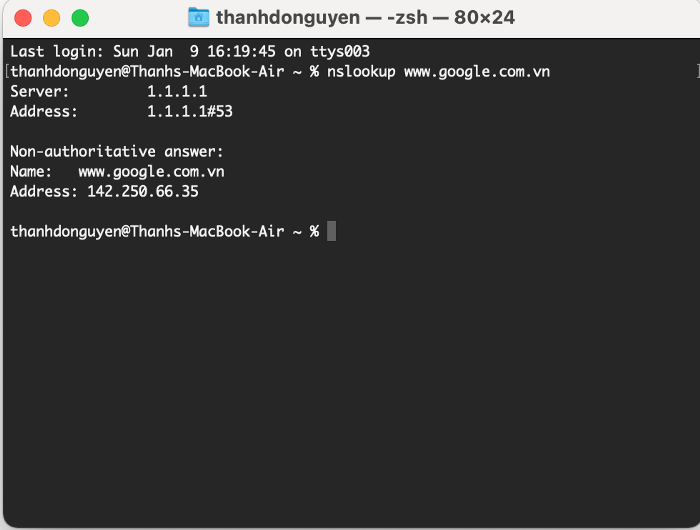 thanhdonguyen — -zsh — 80×24
Last login: Sun Jan  9 16:19:45 on ttys003
[thanhdonguyen@Thanhs-MacBook-Air ~ % nslookup www.google.com.vn ]
Server:         1.1.1.1
Address:        1.1.1.1#53
Non-authoritative answer:
Name:   www.google.com.vn
Address: 142.250.66.35
thanhdonguyen@Thanhs-MacBook-Air ~ %